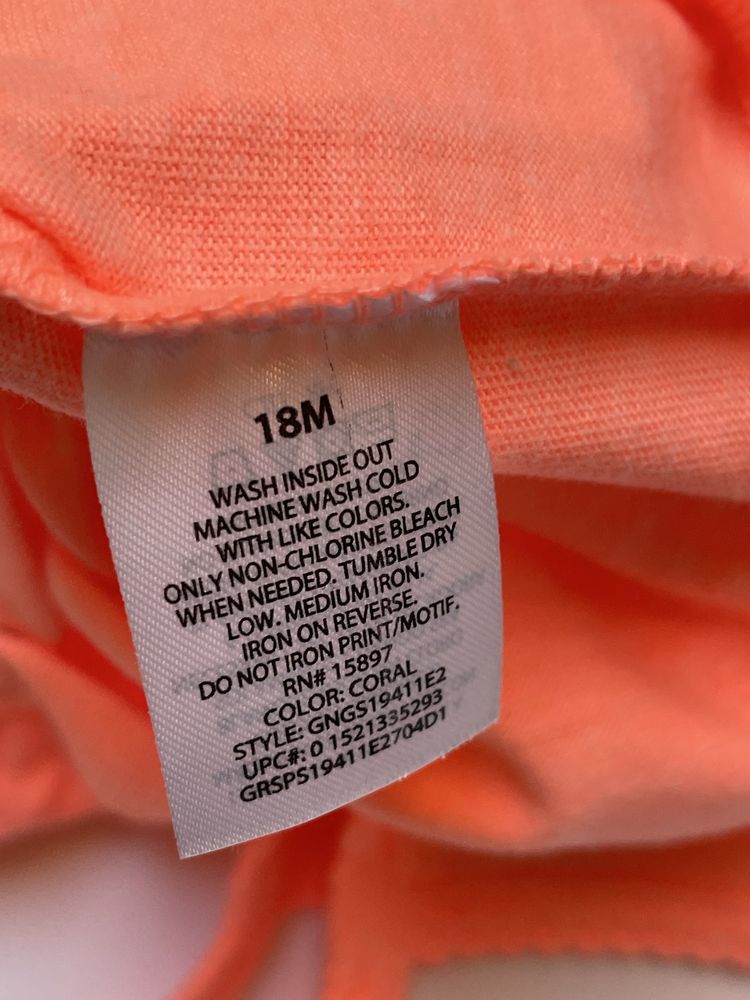 18M
WASH INSIDE OUT
MACHINE WASH COLD
WITH LIKE COLORS.
ONLY NON-CHLORINE BLEACH
WHEN NEEDED. TUMBLE DRY
LOW. MEDIUM IRON.
IRON ON REVERSE.
DO NOT IRON PRINT/MOTIF.
RN# 15897
COLOR: CORAL
STYLE: GNGS19411E2
UPC#: 0 1521335293
GRSPS19411E2704D1